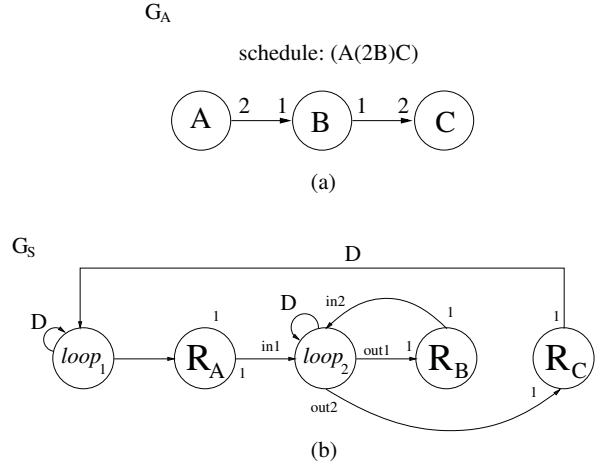 G_A
schedule: (A(2B)C)
A 2 1 B 1 2 C
(a)
G_S
D
D D in2 1 1
loop_1 1 R_A 1 in1 loop_2 out1 1 R_B R_C
out2 1
(b)